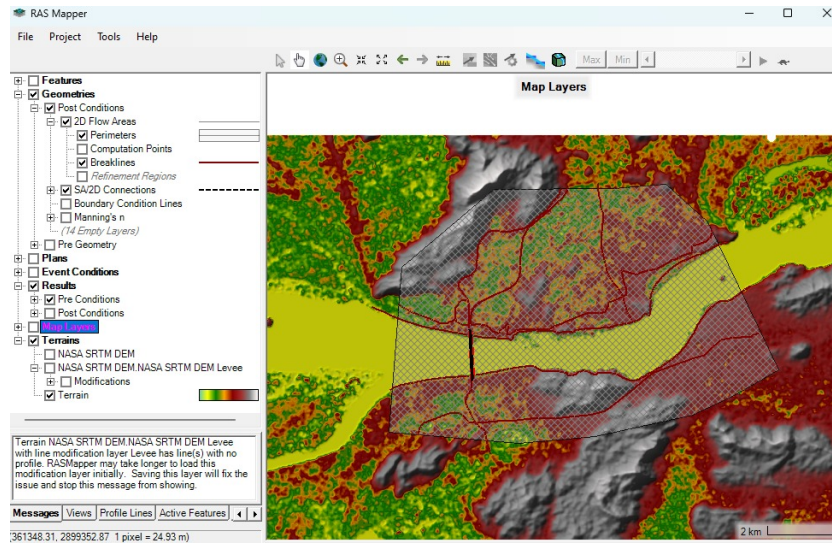 RAS Mapper
File Project Tools Help
Max Min
Features
Geometries
Post Conditions
2D Flow Areas
Perimeters
Computation Points
Breaklines
Refinement Regions
SA/2D Connections
Boundary Condition Lines
Manning's n
(14 Empty Layers)
Pre Geometry
Plans
Event Conditions
Results
Pre Conditions
Post Conditions
Map Layers
Terrains
NASA SRTM DEM
NASA SRTM DEM.NASA SRTM DEM Levee
Modifications
Terrain
Terrain NASA SRTM DEM.NASA SRTM DEM Levee
with line modification layer Levee has line(s) with no
profile. RASMapper may take longer to load this
modification layer initially. Saving this layer will fix the
issue and stop this message from showing.
Messages Views Profile Lines Active Features
(361348.31, 2899352.87 1 pixel = 24.93 m)
Map Layers
2 km